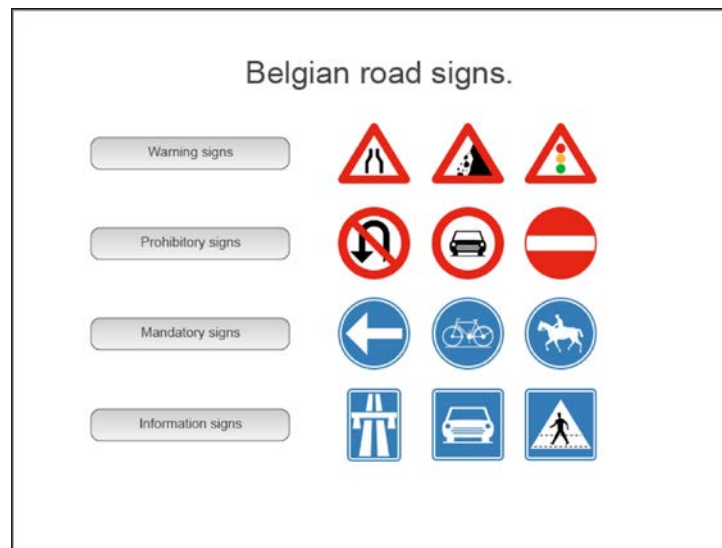 Belgian road signs.
Warning signs
Prohibitory signs
Mandatory signs
Information signs